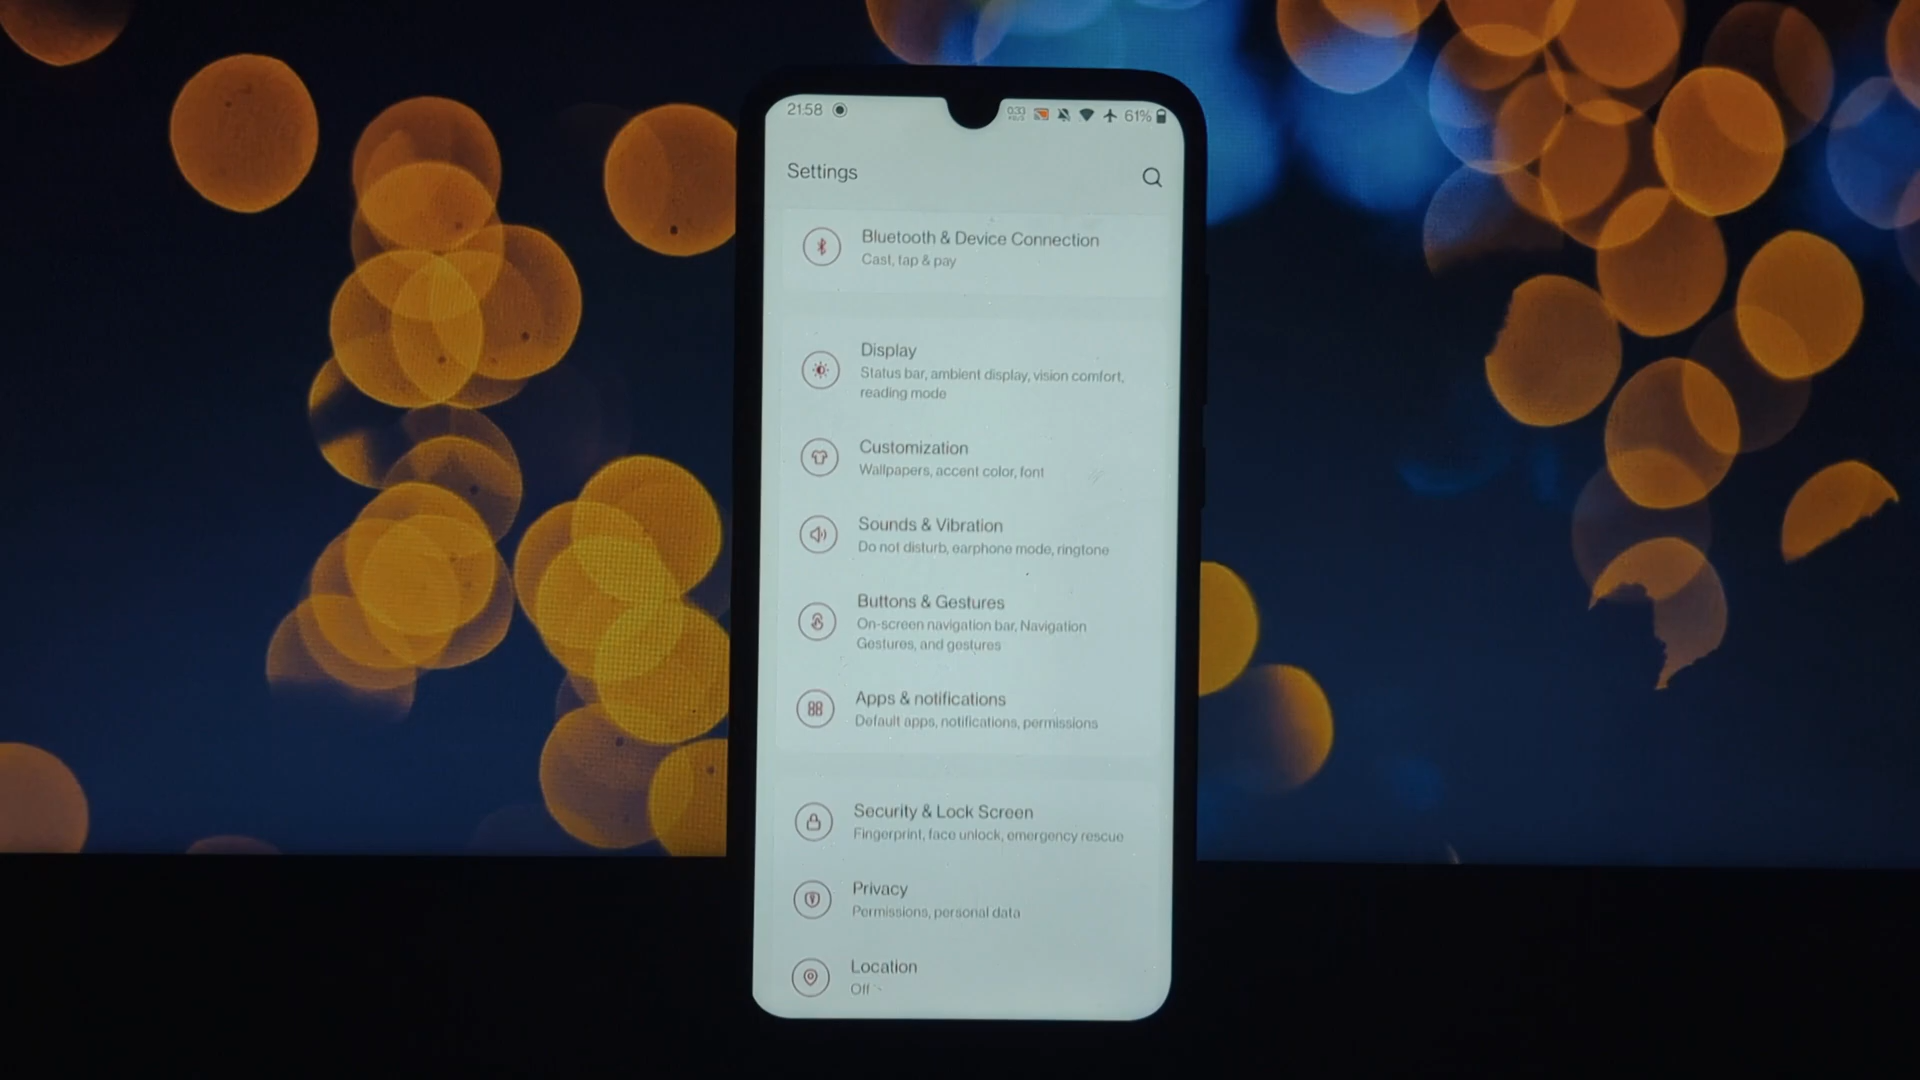 21:58
61%
Settings
Bluetooth & Device Connection
Cast, tap & pay
Display
Status bar, ambient display, vision comfort,
reading mode
Customization
Wallpapers, accent color, font
Sounds & Vibration
Do not disturb, earphone mode, ringtone
Buttons & Gestures
On-screen navigation bar, Navigation
Gestures, and gestures
Apps & notifications
Default apps, notifications, permissions
Security & Lock Screen
Fingerprint, face unlock, emergency rescue
Privacy
Permissions, personal data
Location
Off